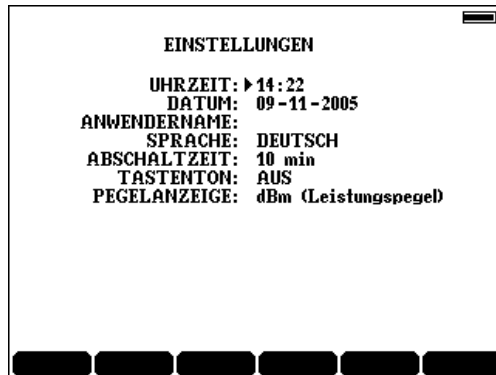 EINSTELLUNGEN
UHRZEIT: 14:22
DATUM: 09-11-2005
ANWENDERNAME:
SPRACHE: DEUTSCH
ABSCHALTZEIT: 10 min
TASTENTON: AUS
PEGELANZEIGE: dBm (Leistungspegel)